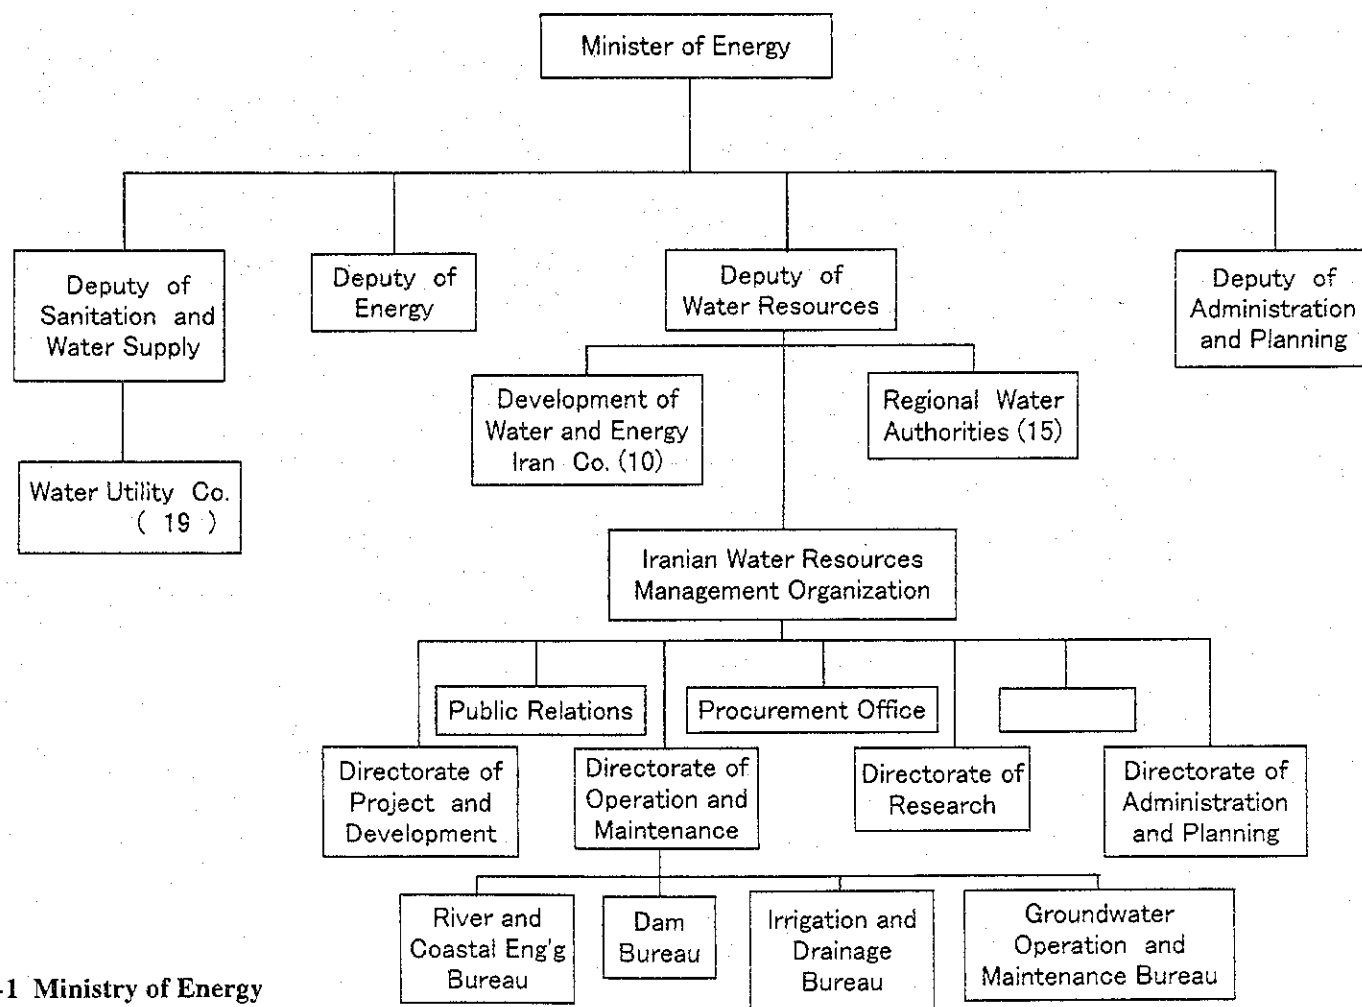 Minister of Energy
Deputy of
Sanitation and
Water Supply
Deputy of
Energy
Deputy of
Water Resources
Deputy of
Administration
and Planning
Development of
Water and Energy
Iran Co. (10)
Regional Water
Authorities (15)
Water Utility Co.
( 19 )
Iranian Water Resources
Management Organization
Public Relations
Procurement Office
Directorate of
Project and
Development
Directorate of
Operation and
Maintenance
Directorate of
Research
Directorate of
Administration
and Planning
River and
Coastal Eng'g
Bureau
Dam
Bureau
Irrigation and
Drainage
Bureau
Groundwater
Operation and
Maintenance Bureau
-1 Ministry of Energy